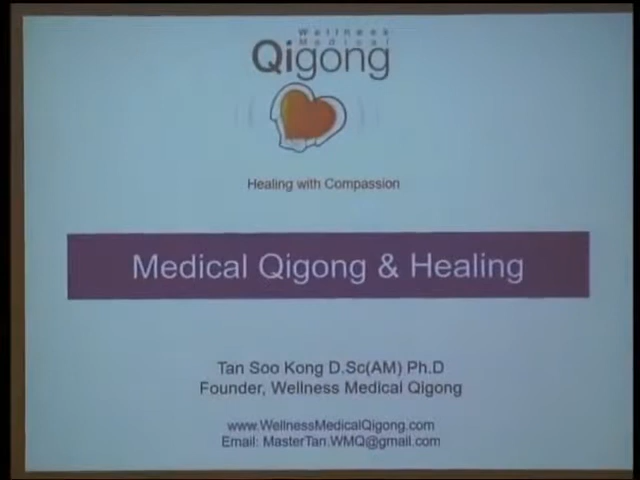 Wellness
Medical
Qigong
Healing with Compassion
Medical Qigong & Healing
Tan Soo Kong D.Sc(AM) Ph.D
Founder, Wellness Medical Qigong
www.WellnessMedicalQigong.com
Email: MasterTan.WMQ@gmail.com